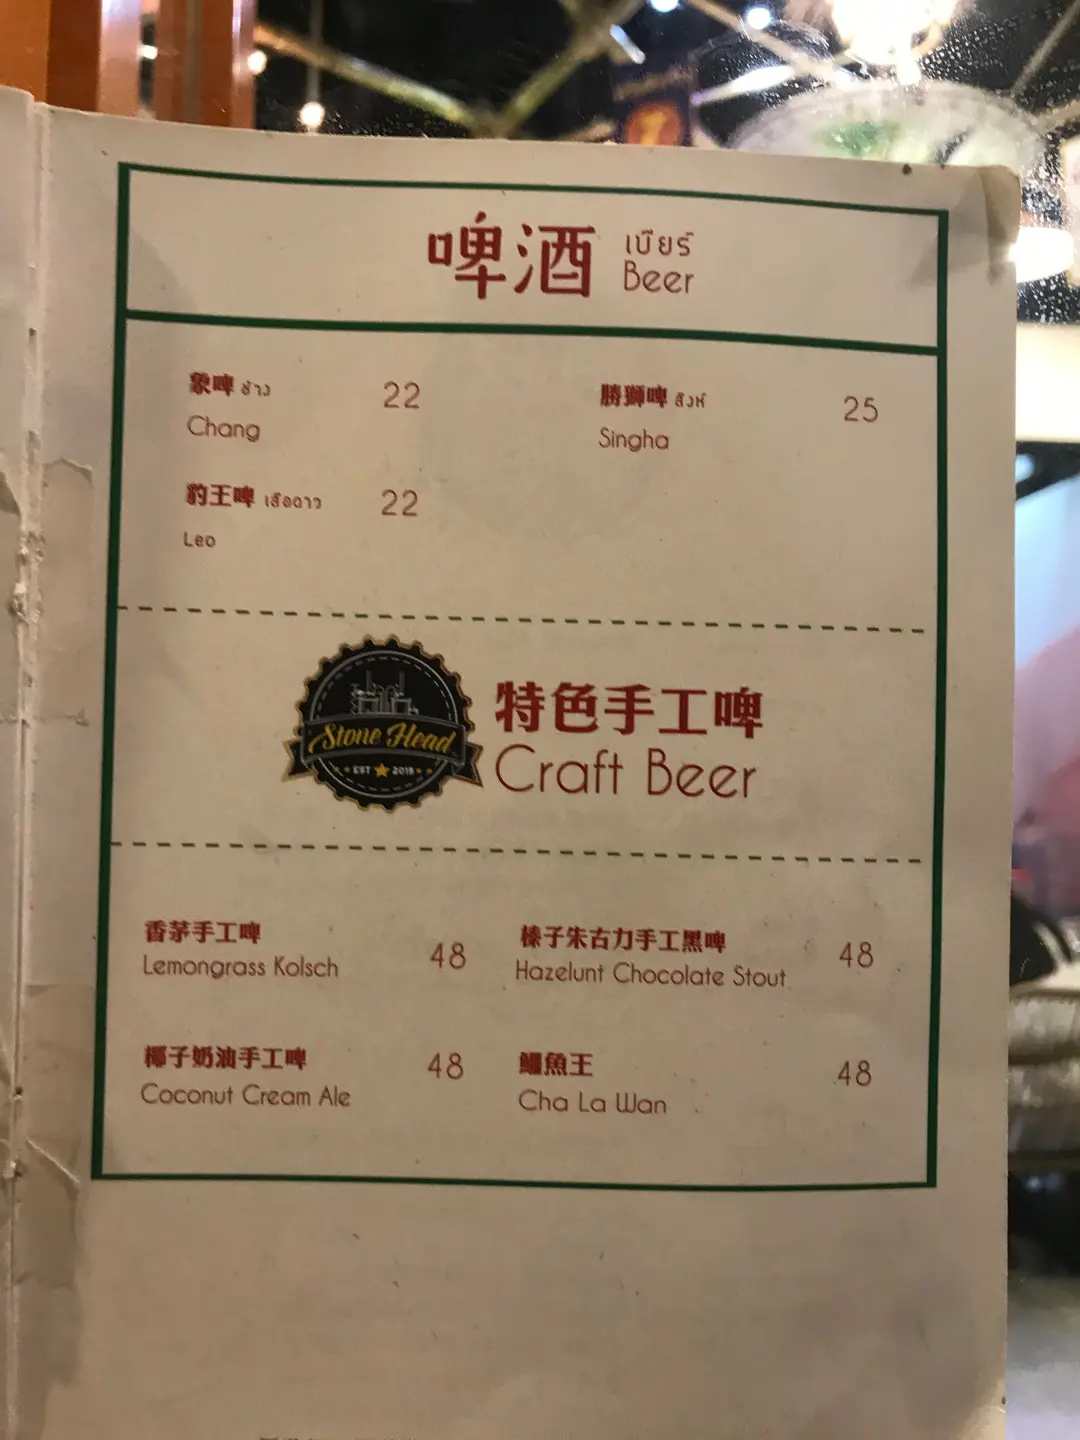 啤酒 เบียร์
Beer
象啤 ช้าง 22
Chang
勝獅啤 สิงห์ 25
Singha
豹王啤 เสือดาว 22
Leo
Stone Head
EST 2015
特色手工啤
Craft Beer
香茅手工啤 48
Lemongrass Kolsch
榛子朱古力手工黑啤 48
Hazelunt Chocolate Stout
椰子奶油手工啤 48
Coconut Cream Ale
鱷魚王 48
Cha La Wan